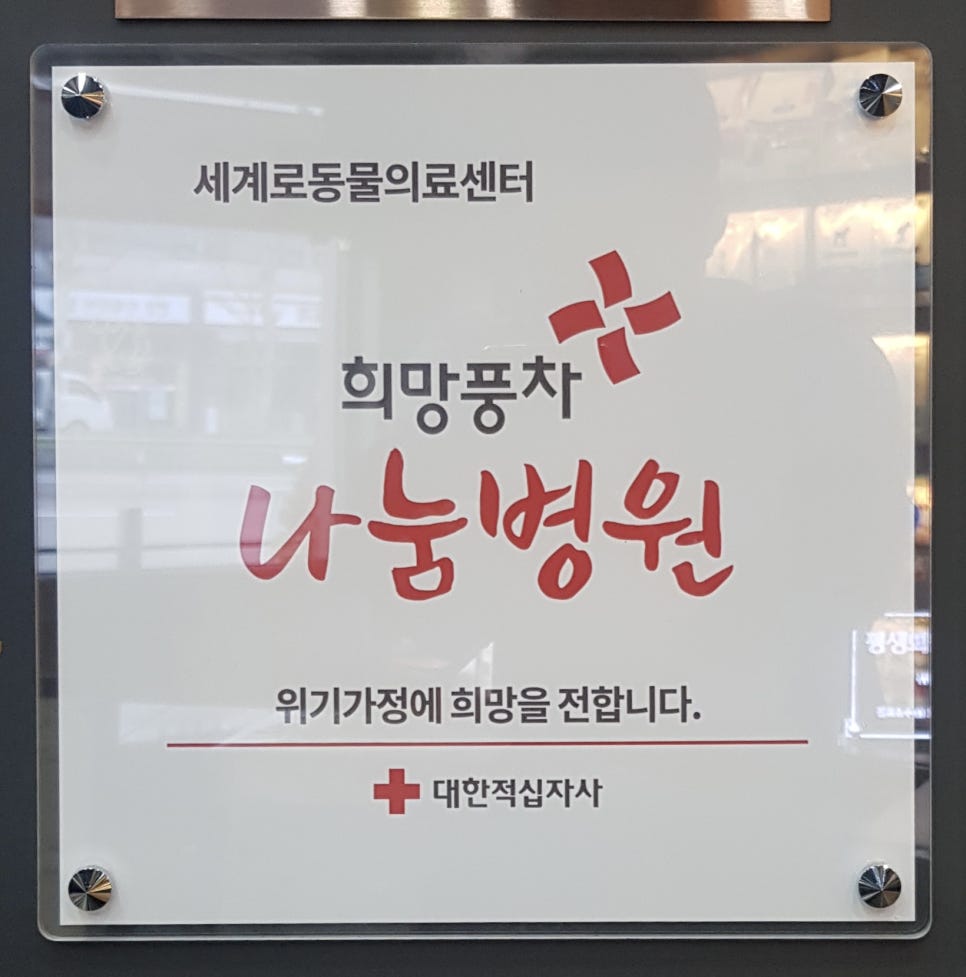 세계로동물의료센터
희망풍차
나눔병원
위기가정에 희망을 전합니다.
대한적십자사